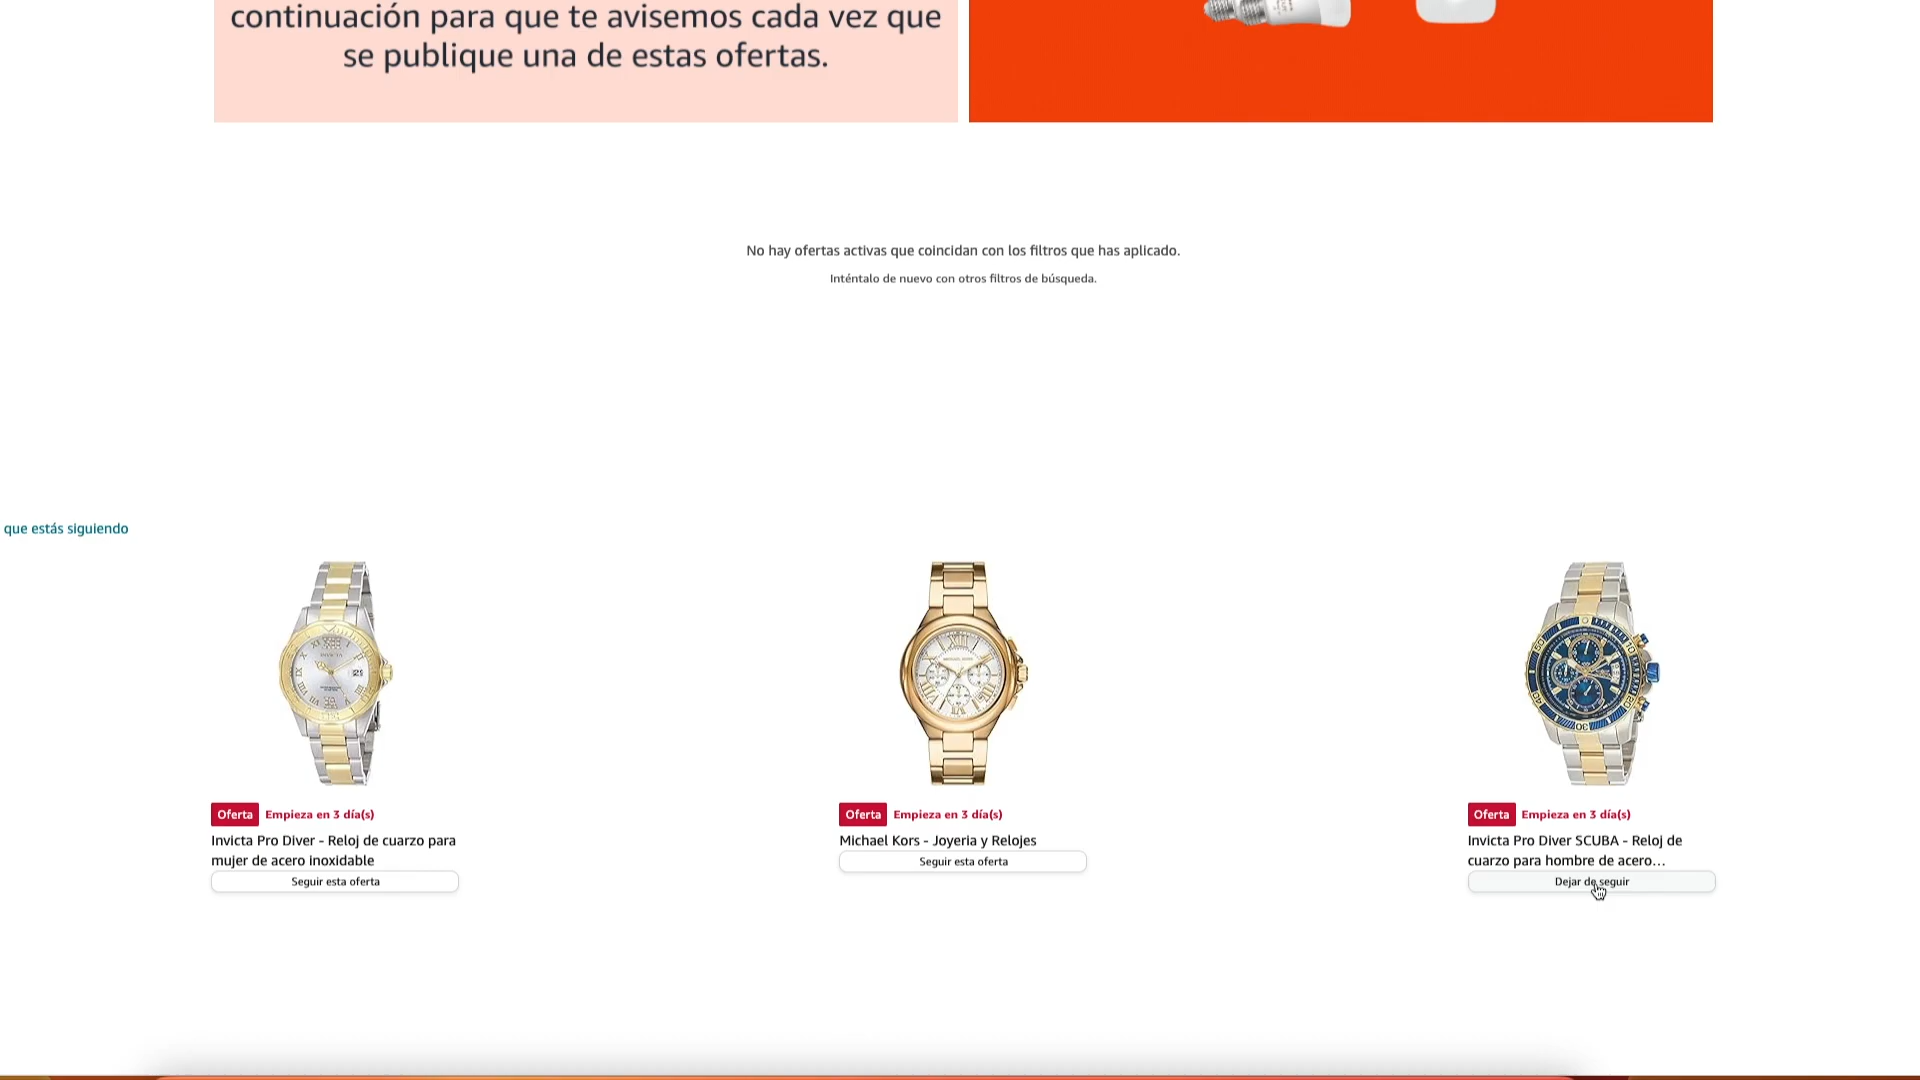 continuación para que te avisemos cada vez que
se publique una de estas ofertas.
No hay ofertas activas que coincidan con los filtros que has aplicado.
Inténtalo de nuevo con otros filtros de búsqueda.
que estás siguiendo
Oferta Empieza en 3 día(s)
Invicta Pro Diver - Reloj de cuarzo para
mujer de acero inoxidable
Seguir esta oferta
Oferta Empieza en 3 día(s)
Michael Kors - Joyeria y Relojes
Seguir esta oferta
Oferta Empieza en 3 día(s)
Invicta Pro Diver SCUBA - Reloj de
cuarzo para hombre de acero...
Dejar de seguir